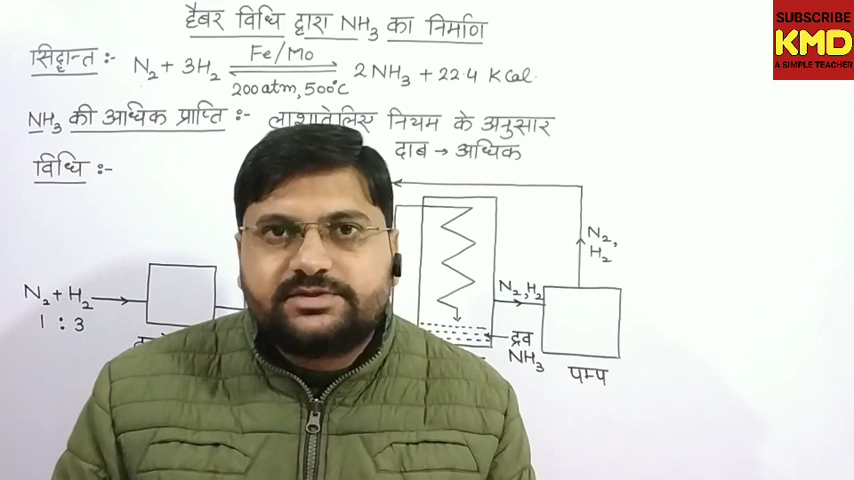 हैबर विधि द्वारा NH₃ का निर्माण
SUBSCRIBE
KMD
A SIMPLE TEACHER
सिद्वान्त :- N₂ + 3H₂ Fe/Mo 2NH₃ + 22.4 KCal.
200 atm, 500°C
NH₃ की अधिक प्राप्ति :- लाशातेलिए नियम के अनुसार
दाब → अधिक
विधि :-
N₂,
H₂
N₂ + H₂
1 : 3
N₂, H₂
द्रव
NH₃
पम्प